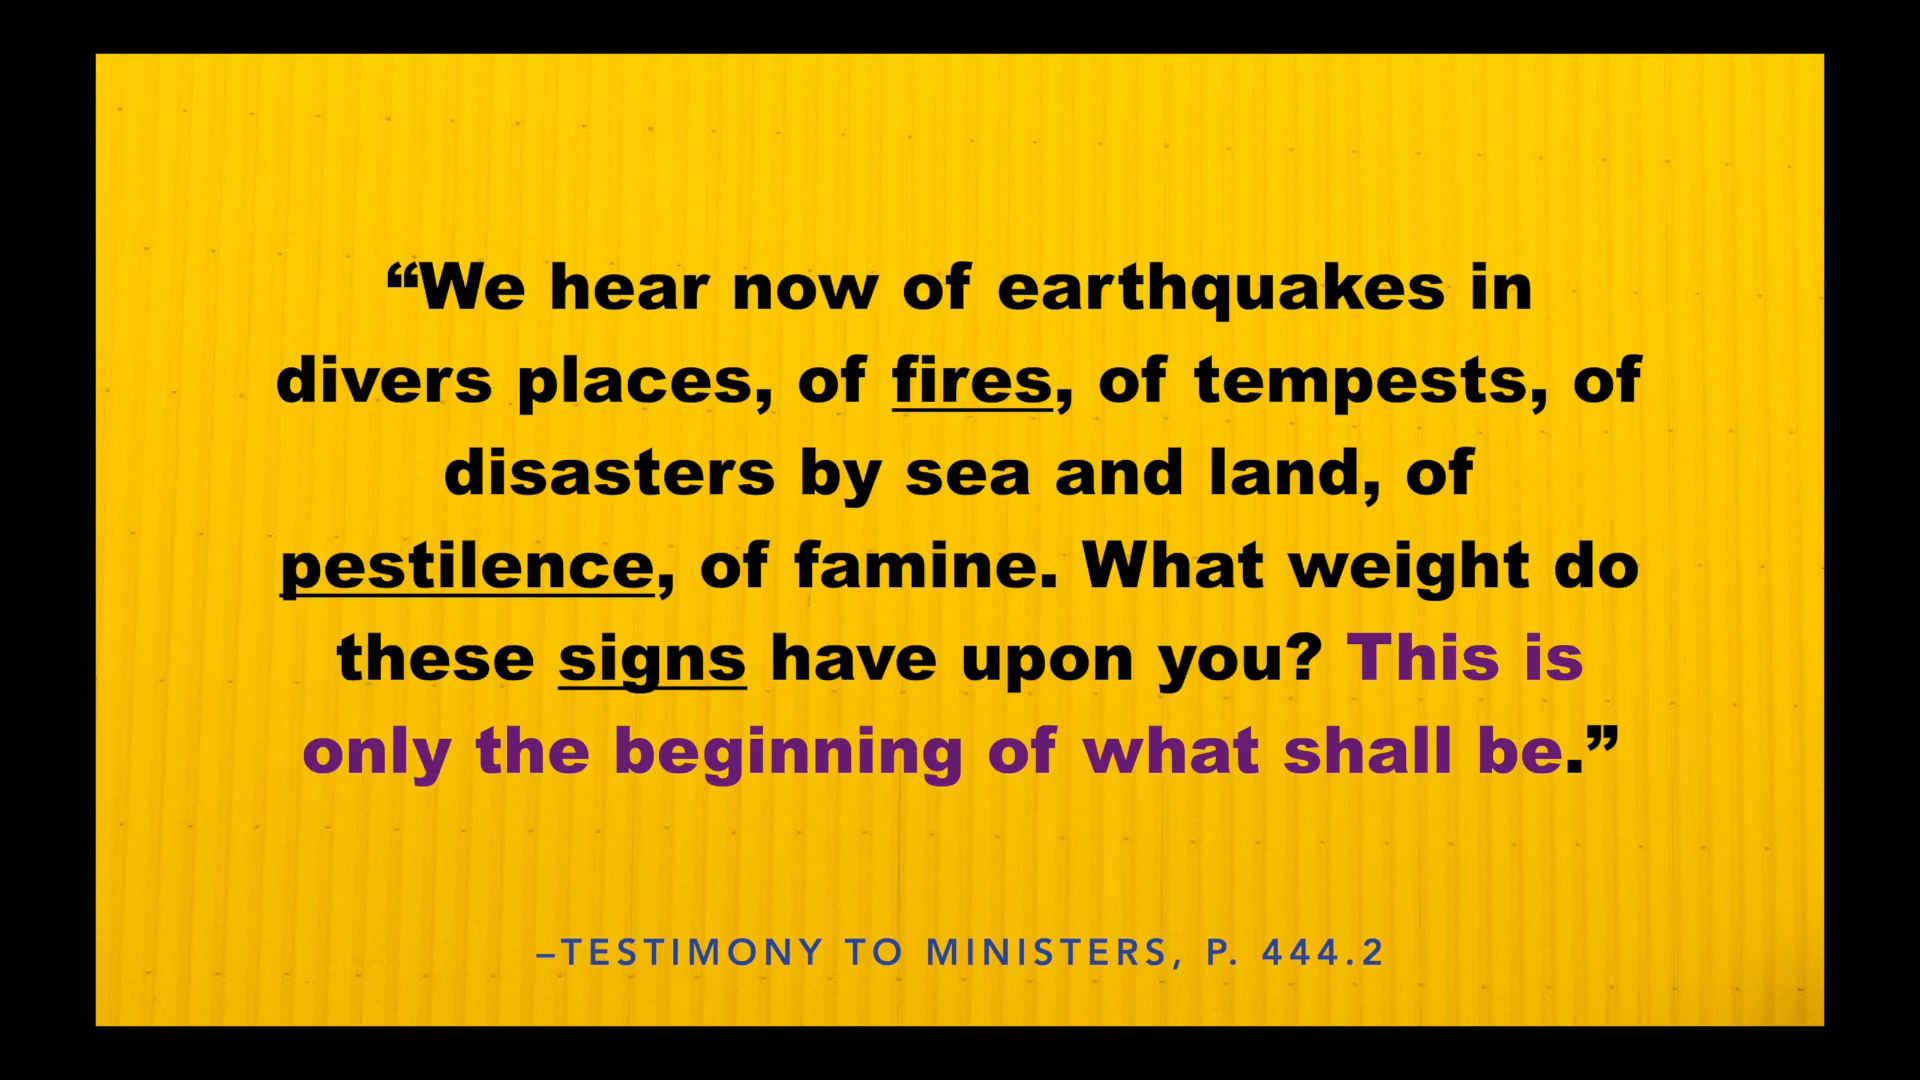 “We hear now of earthquakes in
divers places, of fires, of tempests, of
disasters by sea and land, of
pestilence, of famine. What weight do
these signs have upon you? This is
only the beginning of what shall be.”
–TESTIMONY TO MINISTERS, P. 444.2